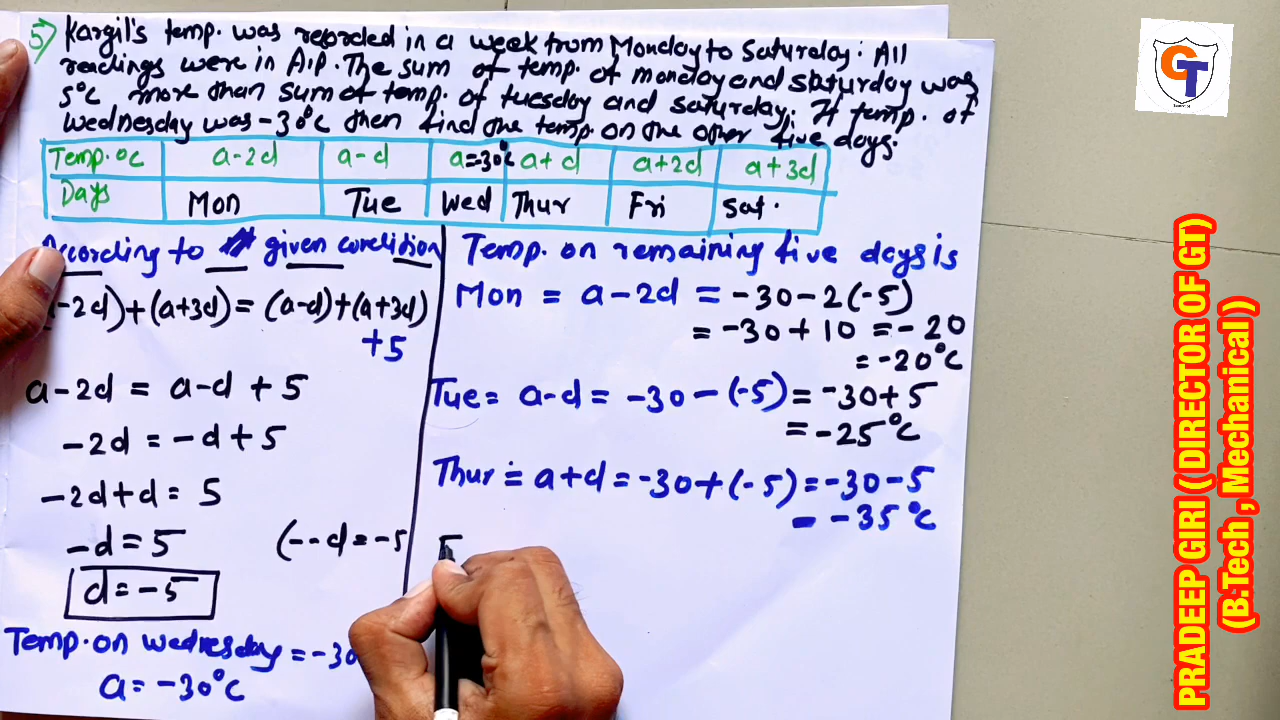 5) Kargil's temp. was reporded in a week from Monday to Saturday. All
readings were in A.P. The sum of temp. of monday and saturday was
5°C more than sum of temp. of tuesday and saturday. If temp. of
Wednesday was -30°C then find the temp. on the other five days.
Temp.°C a-2d a-d a=30°C a+d a+2d a+3d
Days Mon Tue Wed Thur Fri Sat.
According to given condition
-2d)+(a+3d) = (a-d)+(a+3d)
+5
a-2d = a-d+5
-2d = -d+5
-2d+d = 5
-d = 5 (--d = -5
d = -5
Temp. on wednesday = -30
a = -30°C
Temp. on remaining five days is
Mon = a-2d = -30-2(-5)
= -30+10 = -20
= -20°C
Tue = a-d = -30-(-5) = -30+5
= -25°C
Thur = a+d = -30+(-5) = -30-5
= -35°C
GT
PRADEEP GIRI ( DIRECTOR OF GT)
(B.Tech , Mechanical )